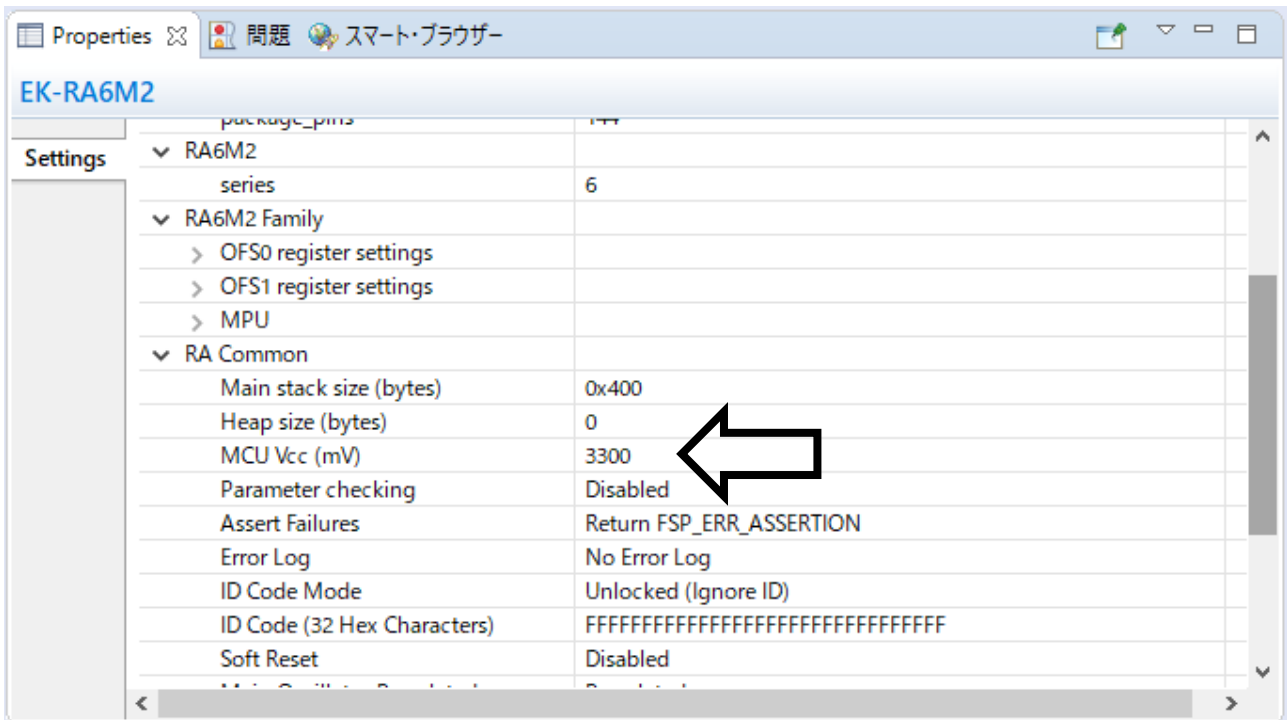 Properties 問題 スマート・ブラウザー
EK-RA6M2
Settings
package_pins 144
RA6M2
series 6
RA6M2 Family
OFS0 register settings
OFS1 register settings
MPU
RA Common
Main stack size (bytes) 0x400
Heap size (bytes) 0
MCU Vcc (mV) 3300
Parameter checking Disabled
Assert Failures Return FSP_ERR_ASSERTION
Error Log No Error Log
ID Code Mode Unlocked (Ignore ID)
ID Code (32 Hex Characters) FFFFFFFFFFFFFFFFFFFFFFFFFFFFFFFF
Soft Reset Disabled